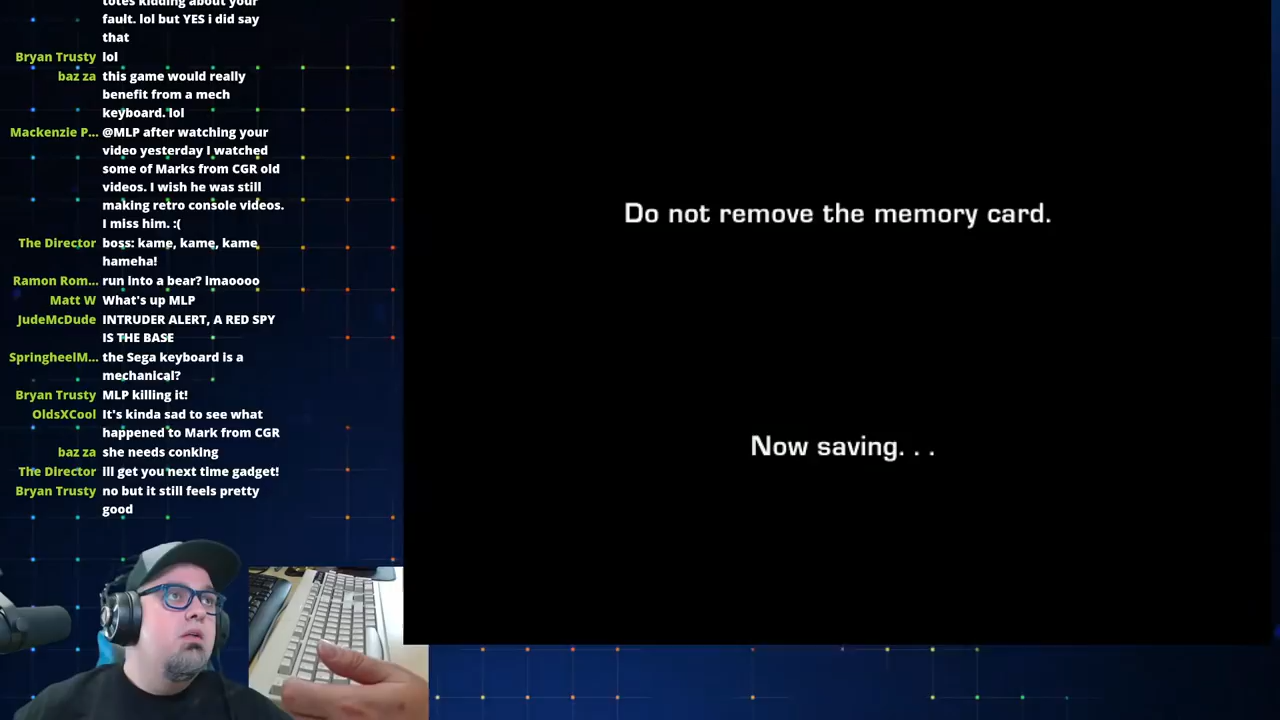 totes kidding about your
fault. lol but YES i did say
that
Bryan Trusty lol
baz za this game would really
benefit from a mech
keyboard. lol
Mackenzie P... @MLP after watching your
video yesterday I watched
some of Marks from CGR old
videos. I wish he was still
making retro console videos.
I miss him. :(
The Director boss: kame, kame, kame
hameha!
Ramon Rom... run into a bear? lmaoooo
Matt W What's up MLP
JudeMcDude INTRUDER ALERT, A RED SPY
IS THE BASE
SpringheelM... the Sega keyboard is a
mechanical?
Bryan Trusty MLP killing it!
OldsXCool It's kinda sad to see what
happened to Mark from CGR
baz za she needs conking
The Director ill get you next time gadget!
Bryan Trusty no but it still feels pretty
good
Do not remove the memory card.
Now saving. . .